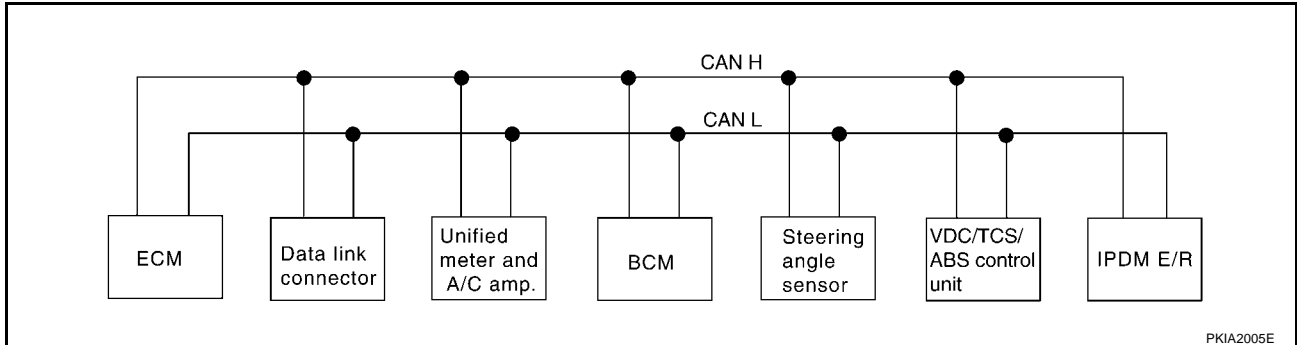 CAN H
CAN L
ECM
Data link
connector
Unified
meter and
A/C amp.
BCM
Steering
angle
sensor
VDC/TCS/
ABS control
unit
IPDM E/R
PKIA2005E